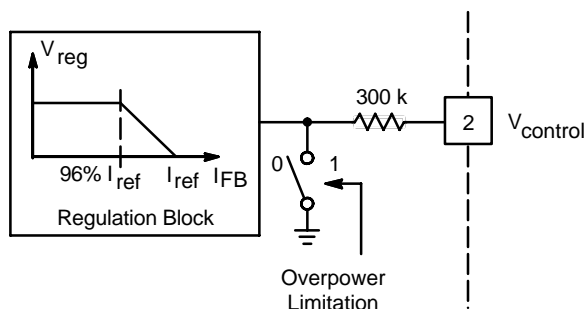 V reg
300 k
2
V control
0 1
96% I ref I ref I FB
Regulation Block
Overpower
Limitation